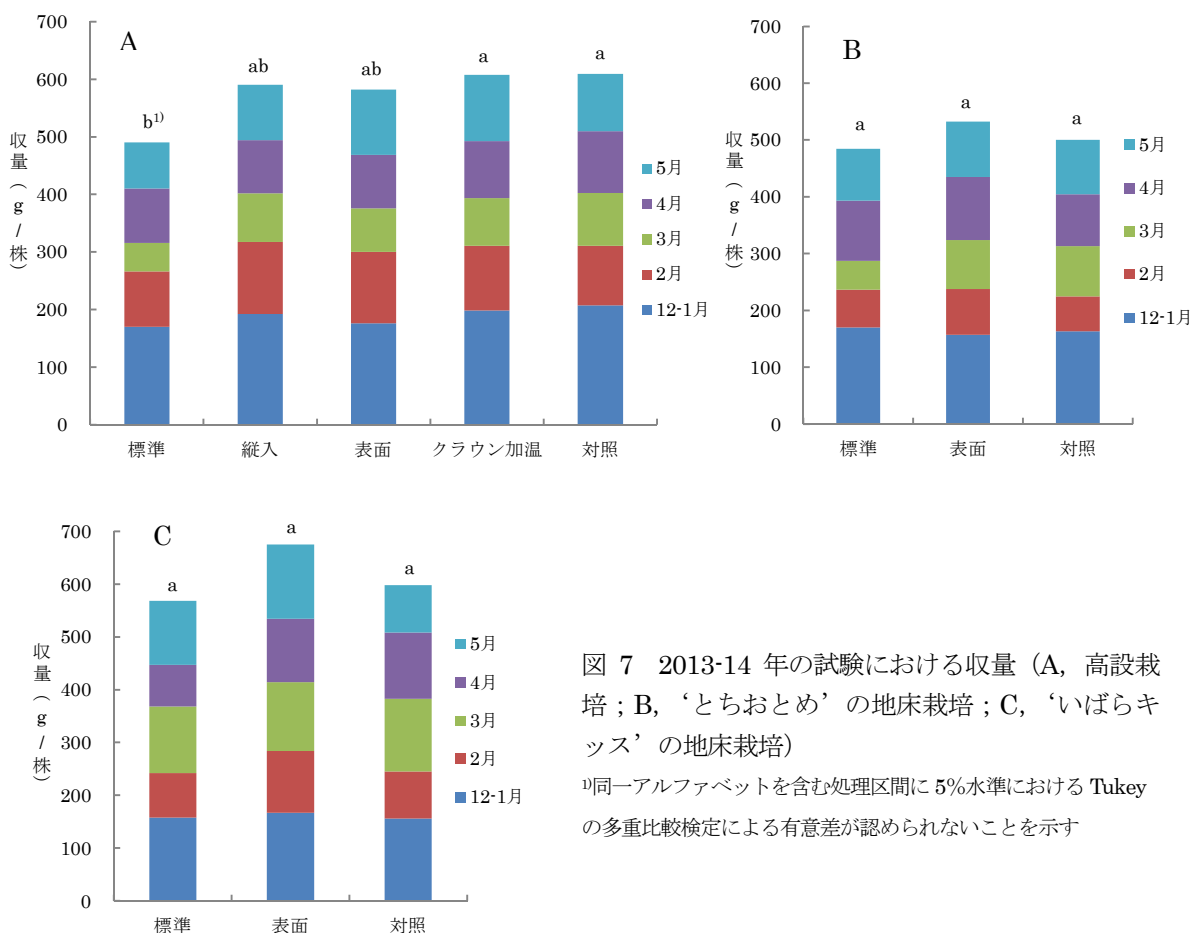 A
700
600
500
400
300
200
100
0
収量（g/株）
b1)
ab
ab
a
a
標準
縦入
表面
クラウン加温
対照
5月
4月
3月
2月
12-1月
B
700
600
500
400
300
200
100
0
収量（g/株）
a
a
a
標準
表面
対照
5月
4月
3月
2月
12-1月
C
700
600
500
400
300
200
100
0
収量（g/株）
a
a
a
標準
表面
対照
5月
4月
3月
2月
12-1月
図 7 2013-14 年の試験における収量（A，高設栽
培；B，‘とちおとめ’の地床栽培；C，‘いばらキ
ッス’の地床栽培）
1)同一アルファベットを含む処理区間に 5%水準における Tukey
の多重比較検定による有意差が認められないことを示す